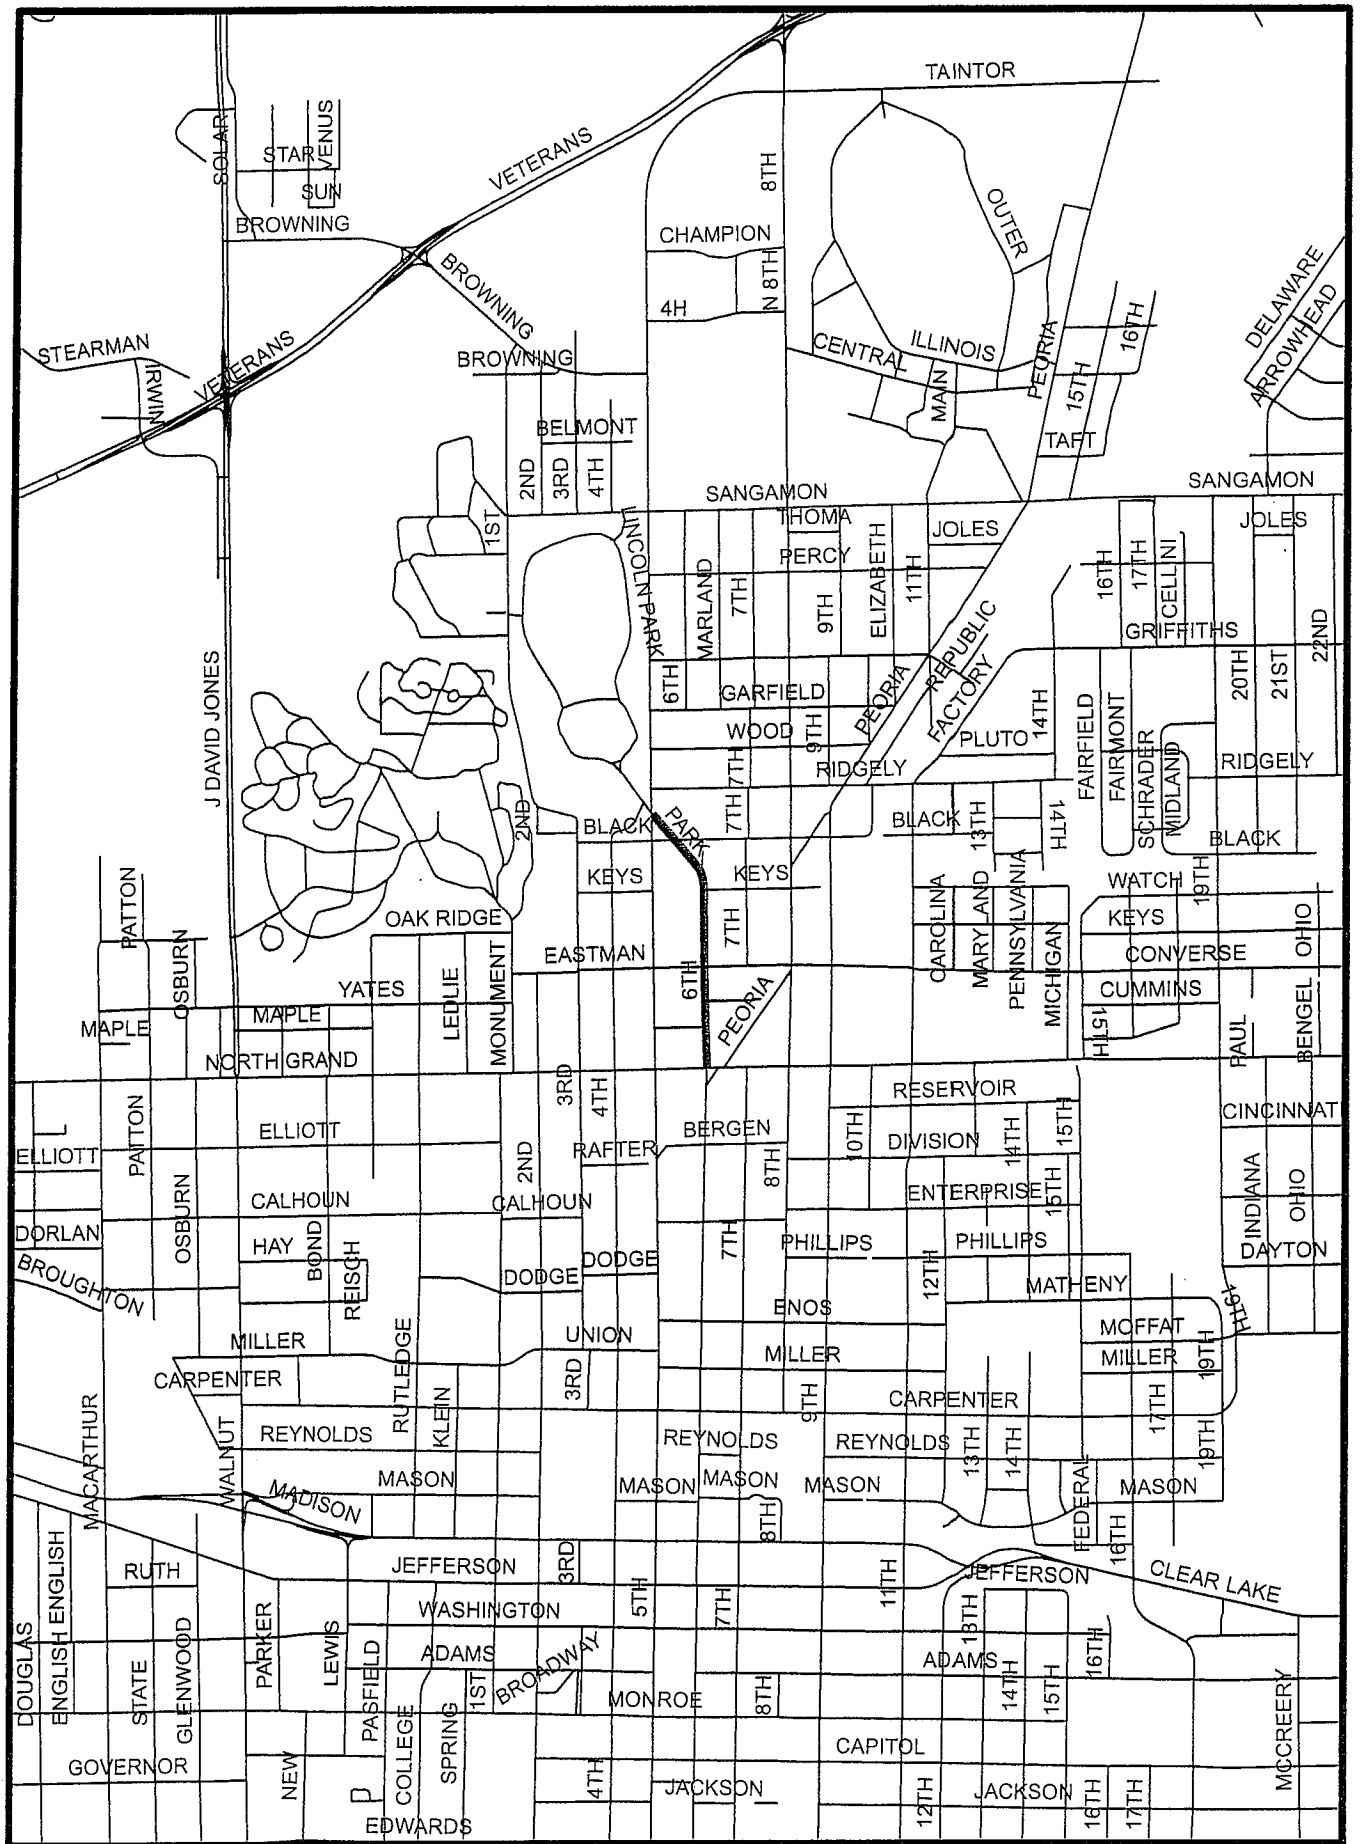 TAINTOR
SOLAR
STAR
VENUS
SUN
VETERANS
8TH
BROWNING
OUTER
CHAMPION
BROWNING
N 8TH
DELAWARE
4H
ARROWHEAD
STEARMAN
IRWIN
VETERANS
BROWNING
CENTRAL
ILLINOIS
PEORIA
16TH
15TH
MAIN
BELMONT
TAFT
2ND
3RD
4TH
SANGAMON
SANGAMON
1ST
LINCOLN PARK
THOMA
JOLES
JOLES
PERCY
ELIZABETH
11TH
MARLAND
7TH
9TH
16TH
17TH
CELLINI
REPUBLIC
GRIFFITHS
22ND
J DAVID JONES
6TH
GARFIELD
PEORIA
FACTORY
14TH
20TH
21ST
WOOD
9TH
PLUTO
FAIRFIELD
FAIRMONT
SCHRADER
MIDLAND
7TH
RIDGELY
RIDGELY
2ND
BLACK
PARK
7TH
BLACK
13TH
14TH
BLACK
KEYS
KEYS
WATCH
19TH
PATTON
OAK RIDGE
7TH
CAROLINA
MARYLAND
PENNSYLVANIA
MICHIGAN
KEYS
OHIO
OSBURN
EASTMAN
CONVERSE
YATES
LEDLIE
MONUMENT
6TH
PEORIA
CUMMINS
MAPLE
MAPLE
15TH
PAUL
BENGEL
NORTH GRAND
3RD
4TH
RESERVOIR
PATTON
ELLIOTT
BERGEN
10TH
DIVISION
14TH
15TH
CINCINNATI
ELLIOTT
2ND
RAFTER
8TH
OSBURN
CALHOUN
CALHOUN
ENTERPRISE
15TH
INDIANA
OHIO
DORLAN
HAY
BOND
REISCH
DODGE
7TH
PHILLIPS
PHILLIPS
DAYTON
BROUGHTON
DODGE
12TH
MATHENY
19TH
ENOS
MILLER
RUTLEDGE
UNION
MOFFAT
MILLER
MILLER
19TH
CARPENTER
3RD
CARPENTER
MACARTHUR
KLEIN
9TH
17TH
WALNUT
REYNOLDS
REYNOLDS
REYNOLDS
13TH
14TH
19TH
MADISON
MASON
MASON
MASON
MASON
FEDERAL
MASON
8TH
16TH
ENGLISH
RUTH
JEFFERSON
3RD
11TH
JEFFERSON
CLEAR LAKE
PARKER
WASHINGTON
5TH
7TH
13TH
DOUGLAS
ENGLISH
STATE
GLENWOOD
LEWIS
PASFIELD
ADAMS
BROADWAY
ADAMS
16TH
1ST
MONROE
8TH
14TH
15TH
MCCREERY
COLLEGE
SPRING
CAPITOL
GOVERNOR
NEW
4TH
JACKSON
12TH
JACKSON
16TH
17TH
EDWARDS